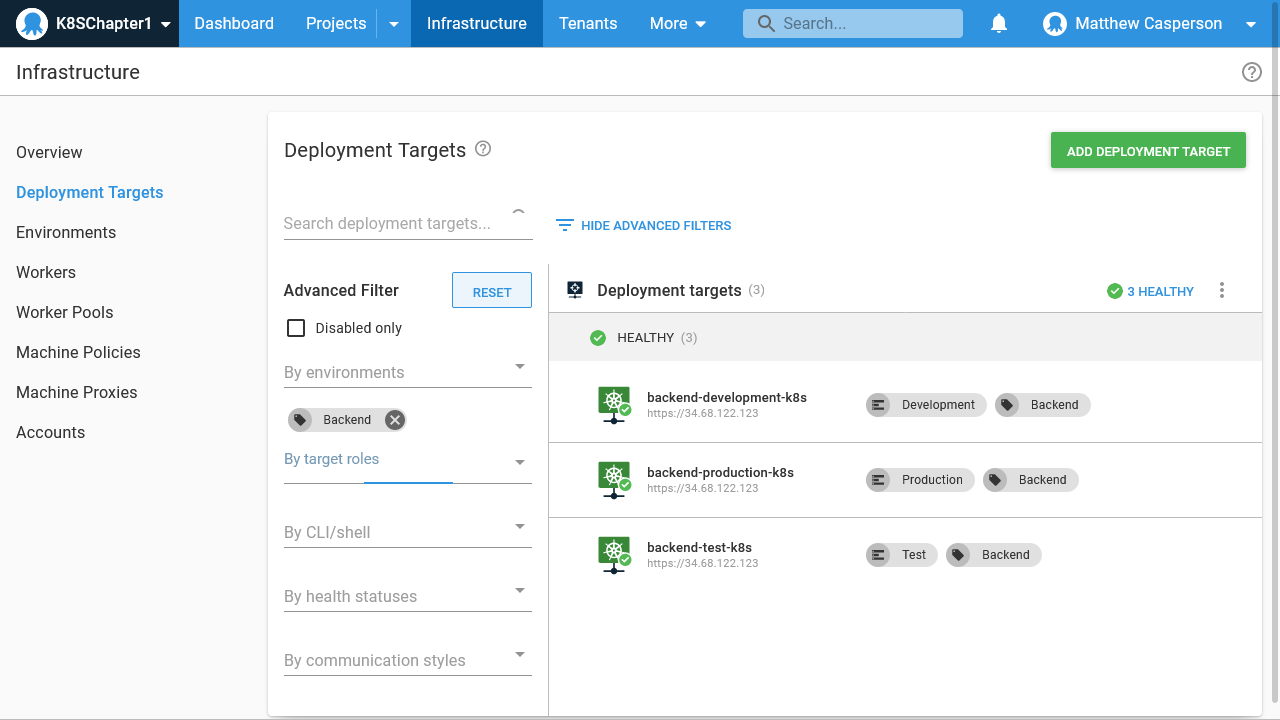 K8SChapter1
Dashboard
Projects
Infrastructure
Tenants
More
Search...
Matthew Casperson
Infrastructure
Overview
Deployment Targets
Environments
Workers
Worker Pools
Machine Policies
Machine Proxies
Accounts
Deployment Targets
ADD DEPLOYMENT TARGET
Search deployment targets...
HIDE ADVANCED FILTERS
Advanced Filter
RESET
Disabled only
By environments
Backend
By target roles
By CLI/shell
By health statuses
By communication styles
Deployment targets (3)
3 HEALTHY
HEALTHY (3)
backend-development-k8s
https://34.68.122.123
Development
Backend
backend-production-k8s
https://34.68.122.123
Production
Backend
backend-test-k8s
https://34.68.122.123
Test
Backend